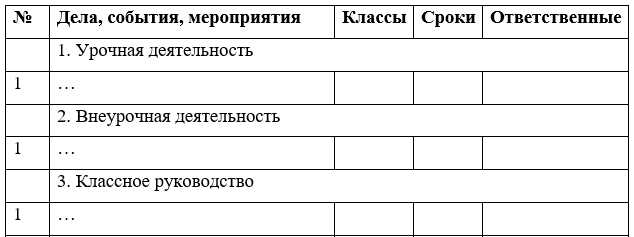 № Дела, события, мероприятия Классы Сроки Ответственные
1. Урочная деятельность
1 …
2. Внеурочная деятельность
1 …
3. Классное руководство
1 …